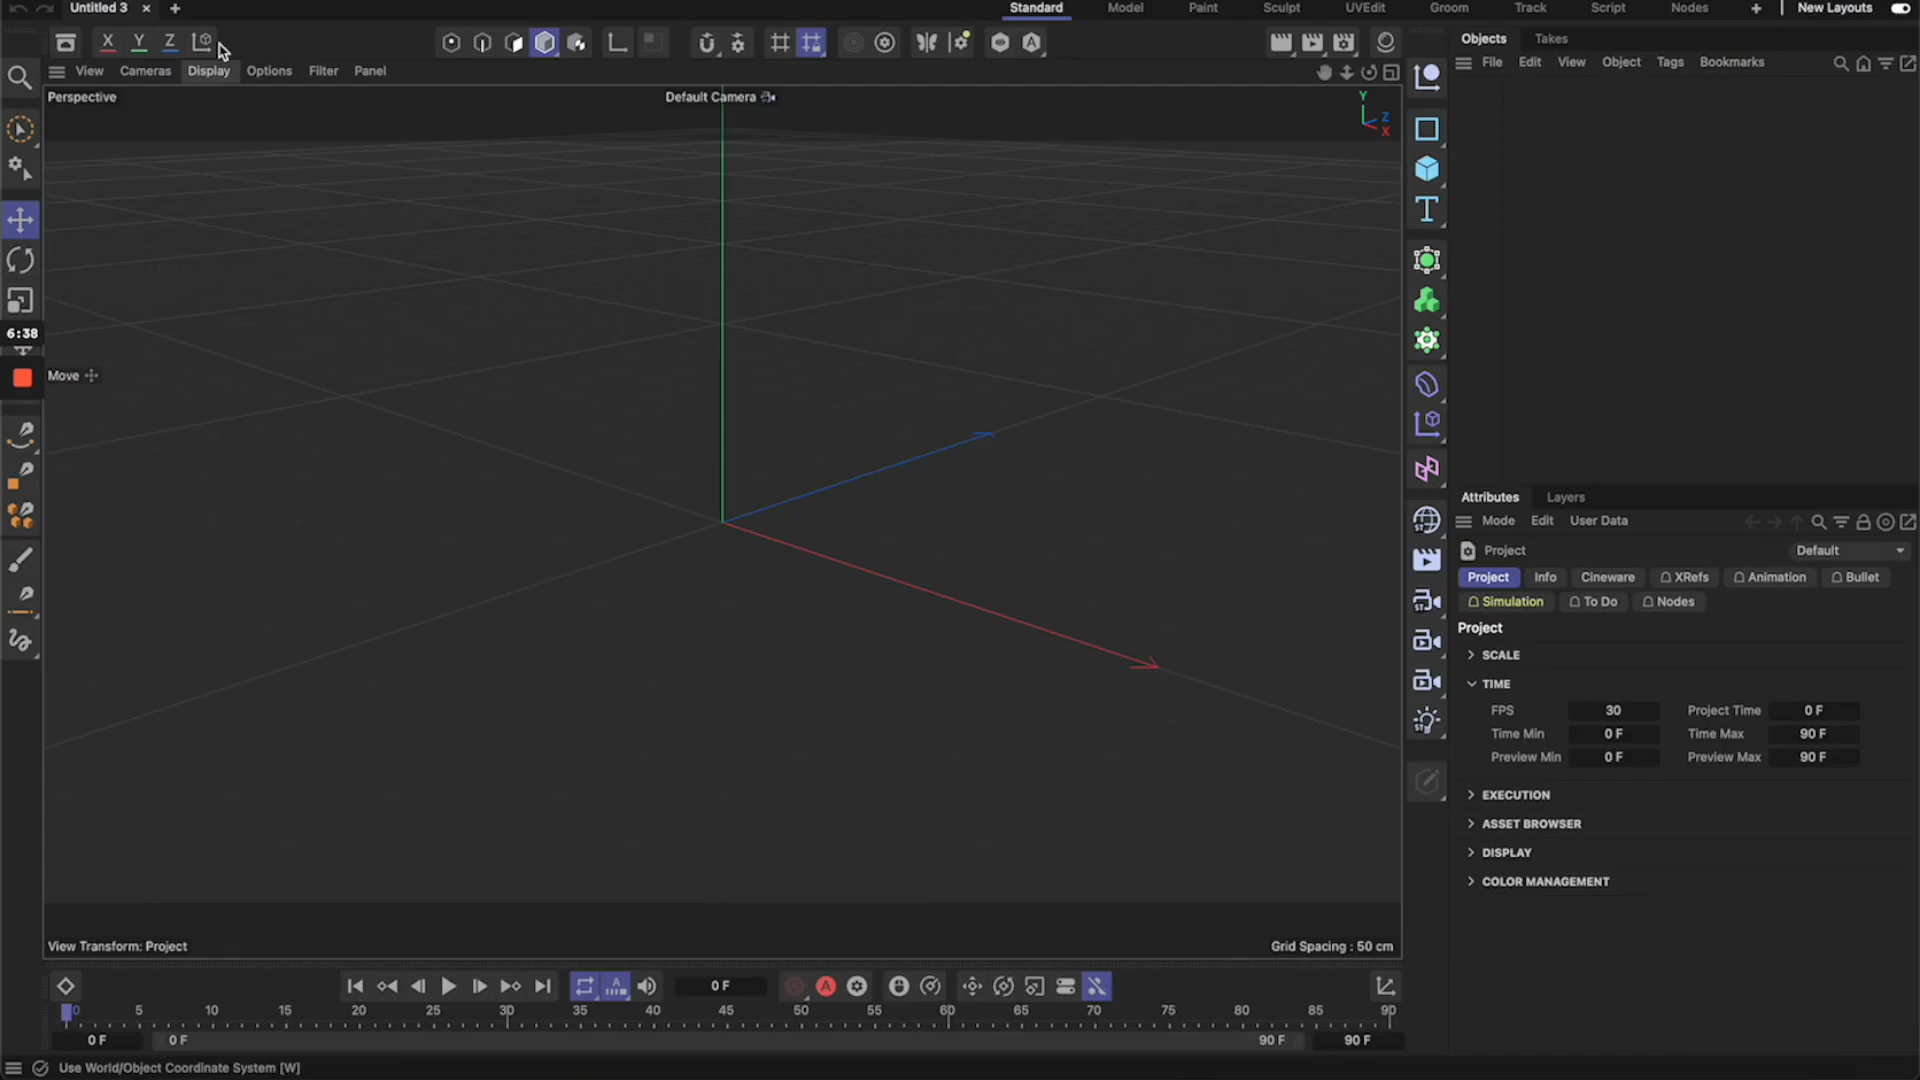 Untitled 3 × +
Standard Model Paint Sculpt UVEdit Groom Track Script Nodes + New Layouts
X Y Z
View Cameras Display Options Filter Panel
Perspective
Default Camera
Y
Z
X
6:38
Move
View Transform: Project
Grid Spacing : 50 cm
Objects Takes
File Edit View Object Tags Bookmarks
Attributes Layers
Mode Edit User Data
Project Default
Project Info Cineware XRefs Animation Bullet
Simulation To Do Nodes
Project
SCALE
TIME
FPS 30 Project Time 0 F
Time Min 0 F Time Max 90 F
Preview Min 0 F Preview Max 90 F
EXECUTION
ASSET BROWSER
DISPLAY
COLOR MANAGEMENT
0 F
0 5 10 15 20 25 30 35 40 45 50 55 60 65 70 75 80 85 90
0 F 0 F 90 F 90 F
Use World/Object Coordinate System [W]